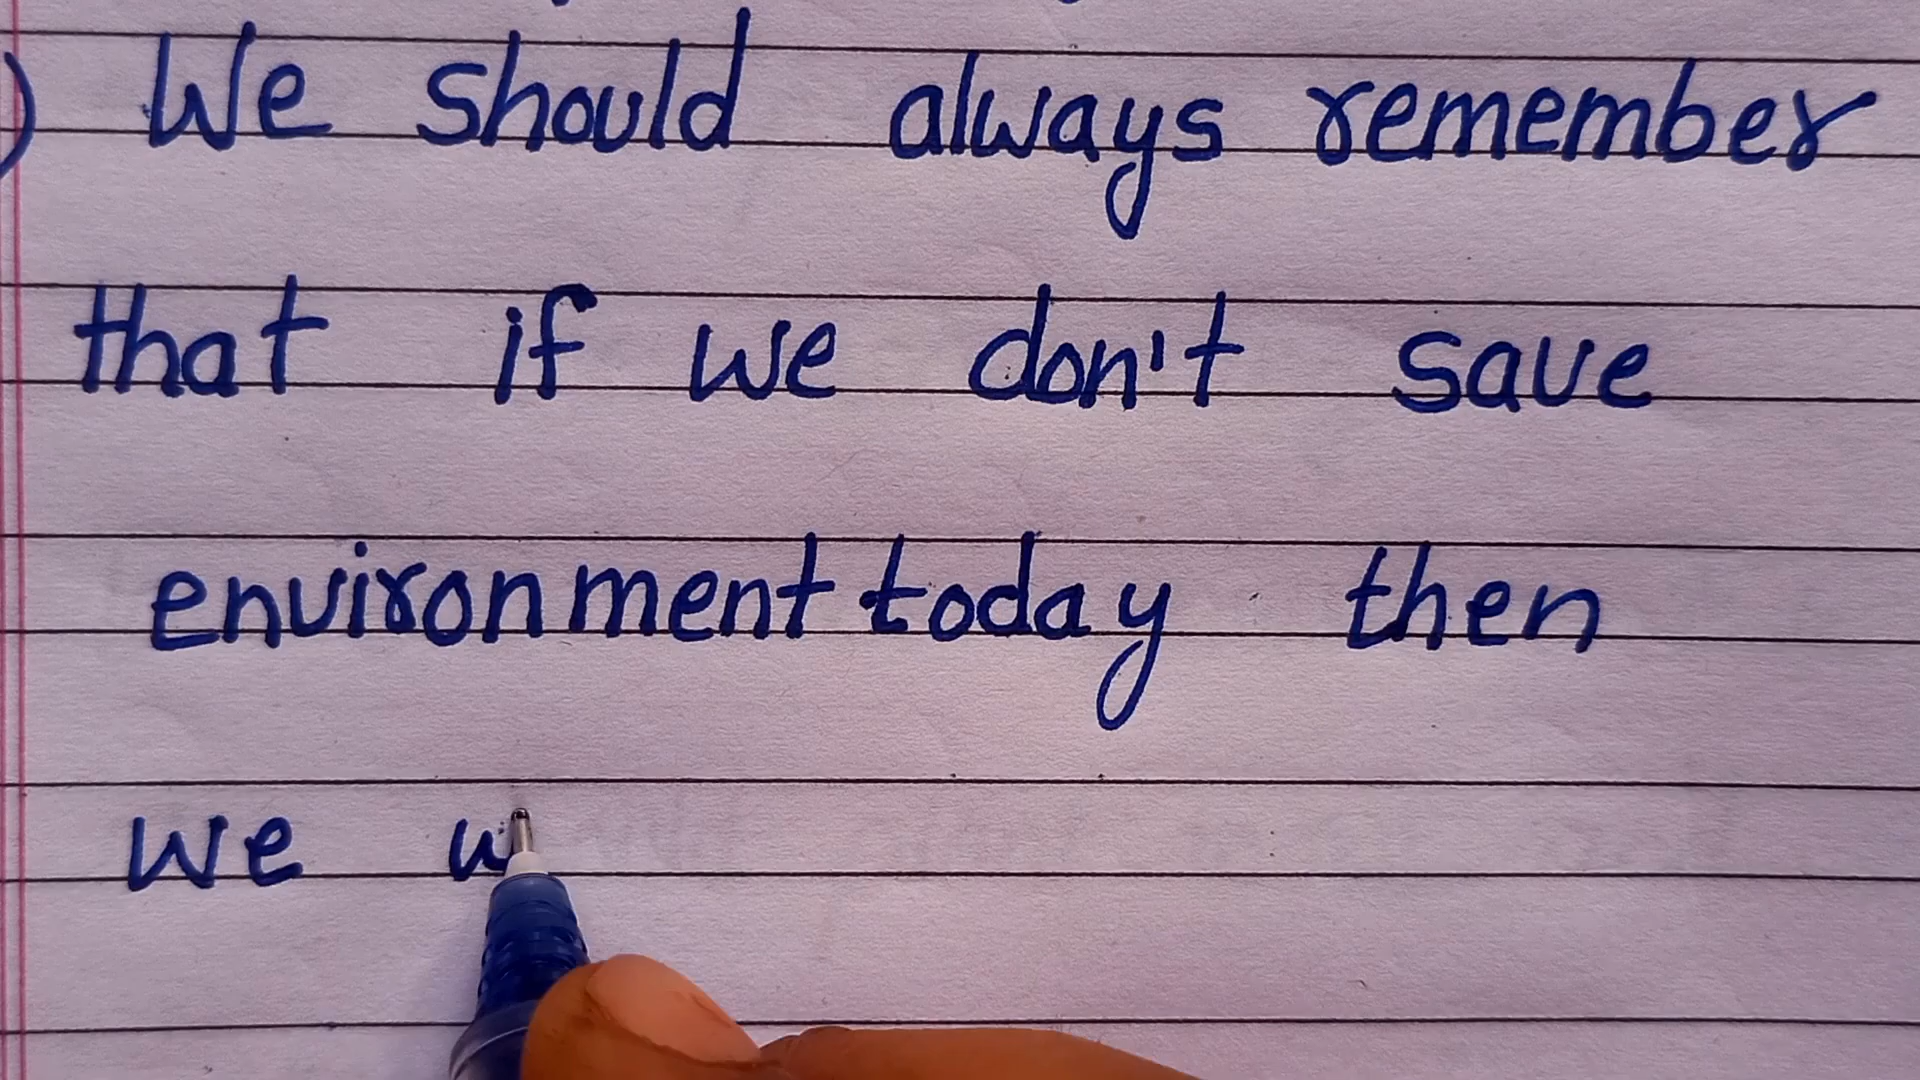 ) We should always remember
that if we don't save
environment today then
we